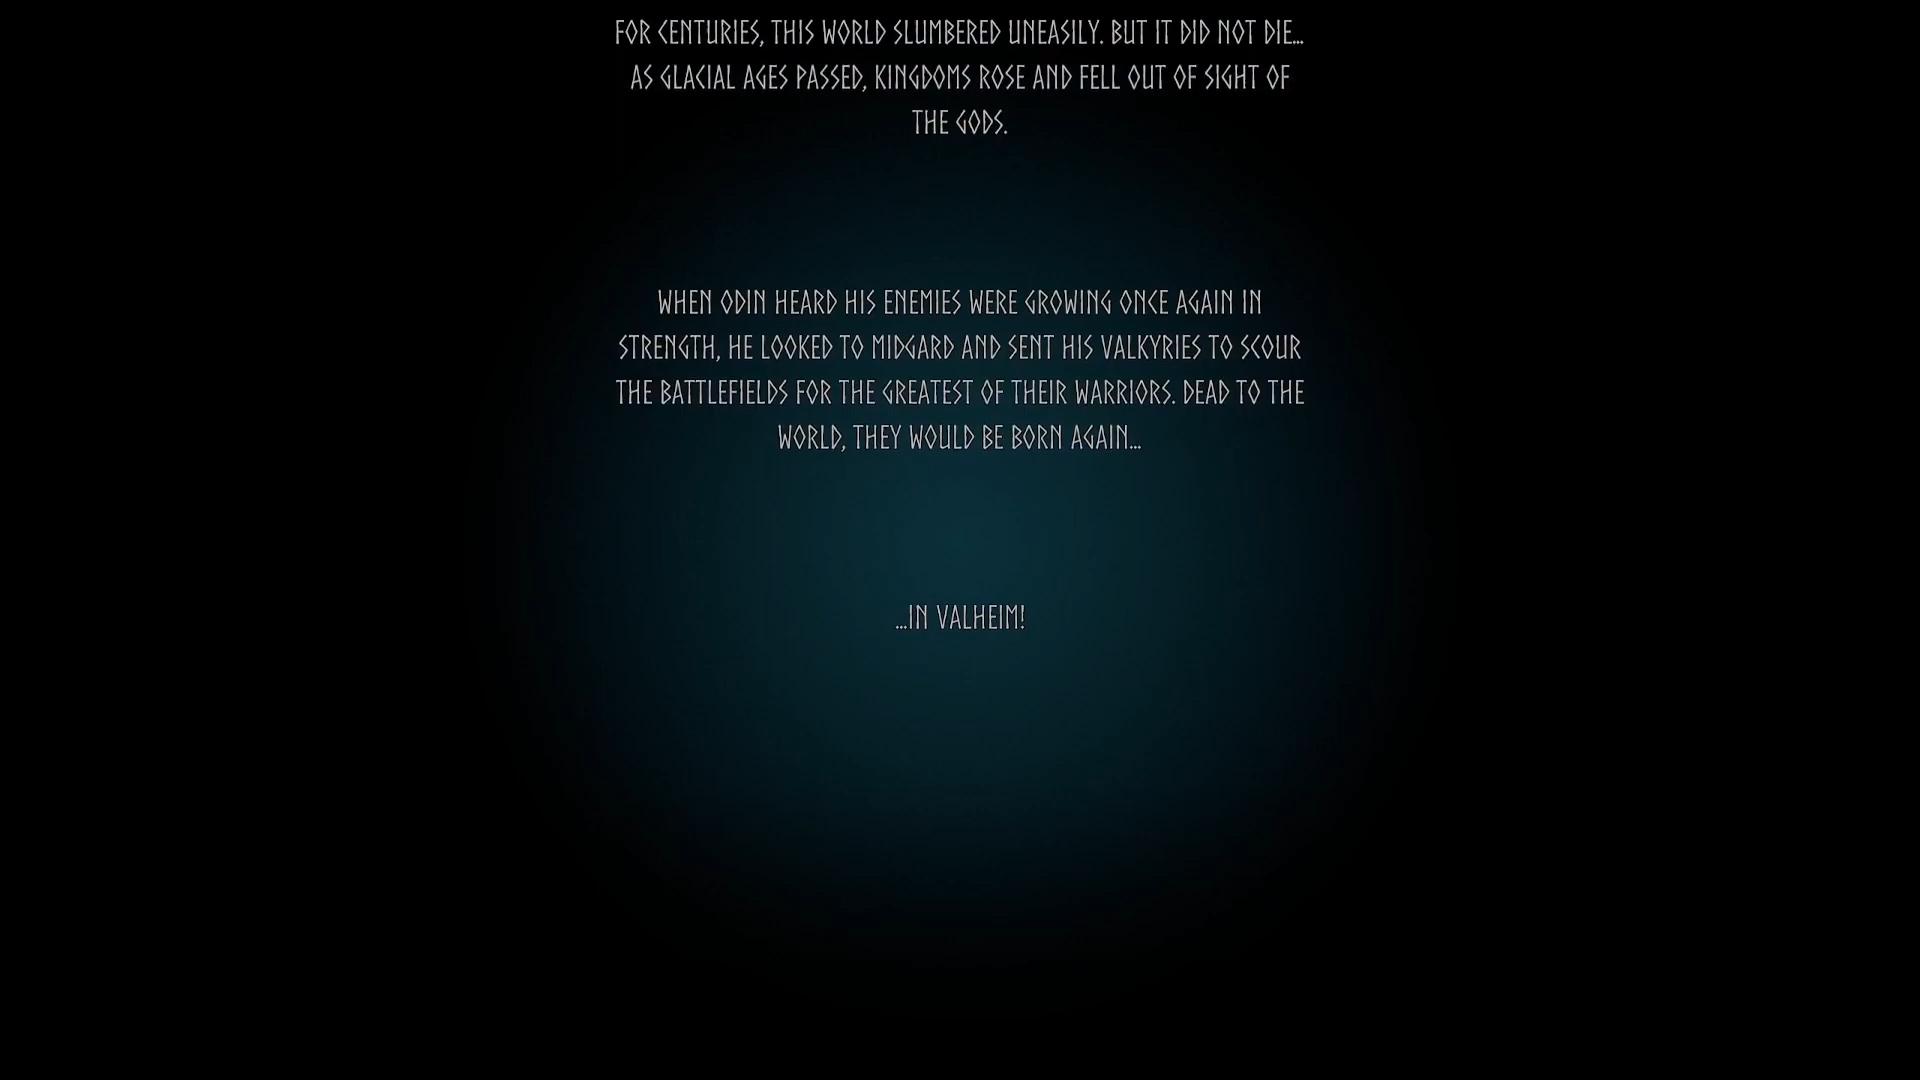 FOR CENTURIES, THIS WORLD SLUMBERED UNEASILY. BUT IT DID NOT DIE...
AS GLACIAL AGES PASSED, KINGDOMS ROSE AND FELL OUT OF SIGHT OF
THE GODS.
WHEN ODIN HEARD HIS ENEMIES WERE GROWING ONCE AGAIN IN
STRENGTH, HE LOOKED TO MIDGARD AND SENT HIS VALKYRIES TO SCOUR
THE BATTLEFIELDS FOR THE GREATEST OF THEIR WARRIORS. DEAD TO THE
WORLD, THEY WOULD BE BORN AGAIN...
...IN VALHEIM!